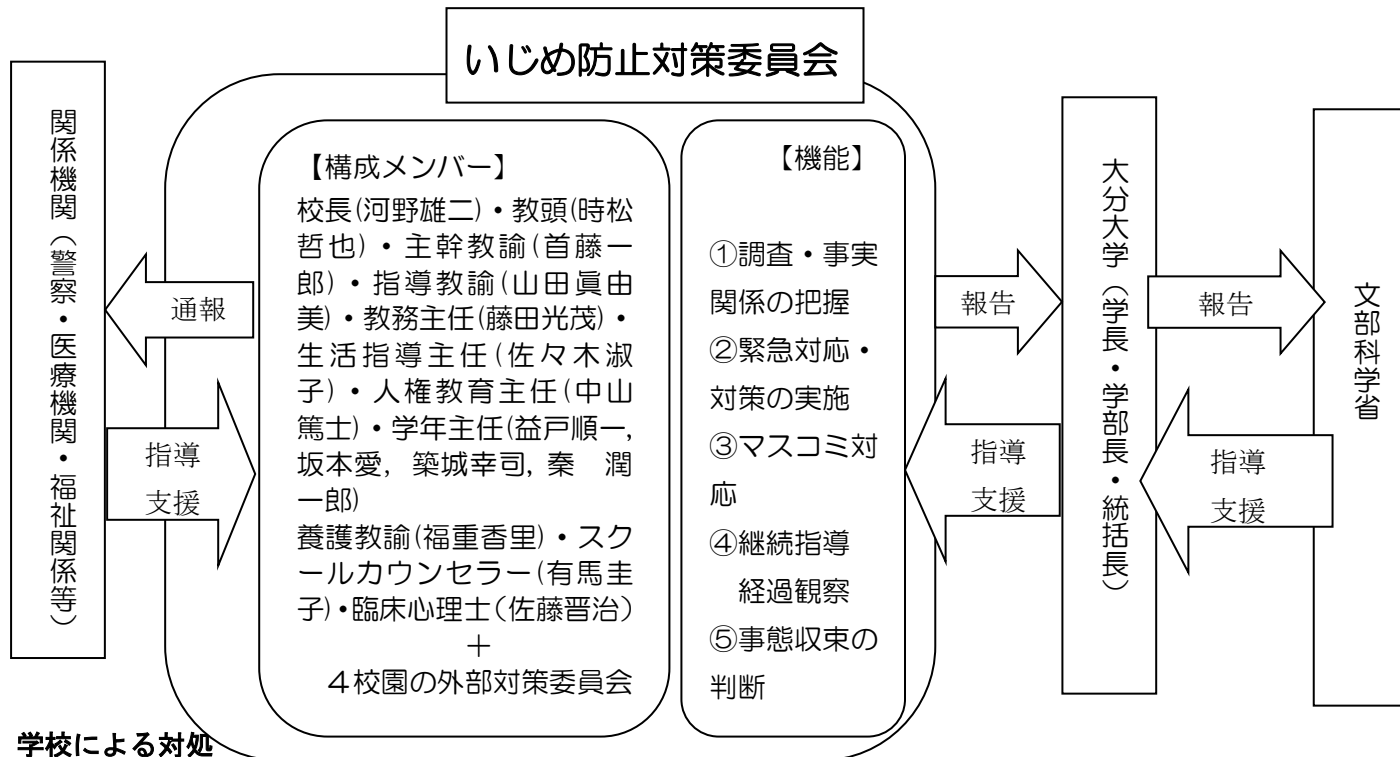 いじめ防止対策委員会
関係機関（警察・医療機関・福祉関係等）
通報
指導
支援
【構成メンバー】
校長(河野雄二)・教頭(時松
哲也)・主幹教諭(首藤一
郎)・指導教諭(山田眞由
美)・教務主任(藤田光茂)・
生活指導主任(佐々木淑
子)・人権教育主任(中山
篤士)・学年主任(益戸順一,
坂本愛, 築城幸司, 秦　潤
一郎)
養護教諭(福重香里)・スク
ールカウンセラー(有馬圭
子)・臨床心理士（佐藤晋治）
＋
４校園の外部対策委員会
【機能】
①調査・事実
関係の把握
②緊急対応・
対策の実施
③マスコミ対
応
④継続指導
経過観察
⑤事態収束の
判断
報告
指導
支援
大分大学（学長・学部長・統括長）
報告
指導
支援
文部科学省
学校による対処